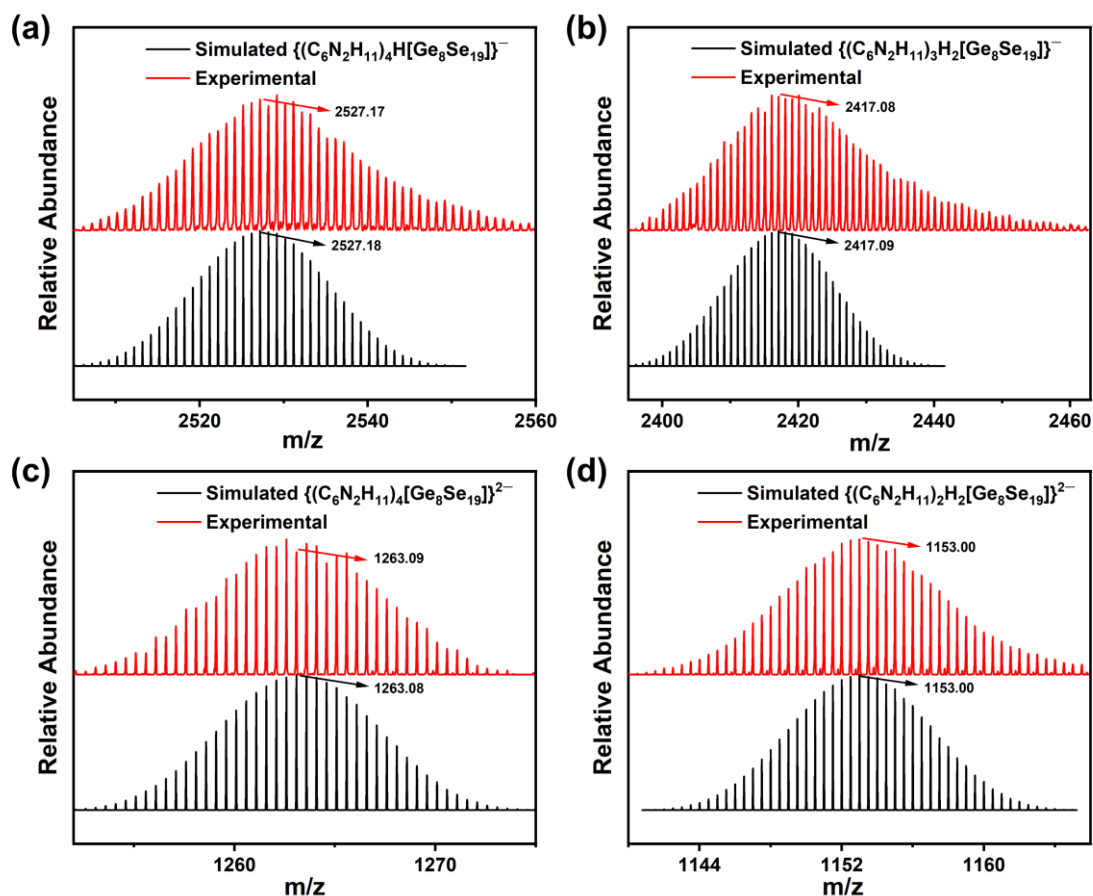 (a)
Simulated {(C₆N₂H₁₁)₄H[Ge₈Se₁₉]}⁻
Experimental
2527.17
2527.18
Relative Abundance
2520 2540 2560
m/z
(b)
Simulated {(C₆N₂H₁₁)₃H₂[Ge₈Se₁₉]}⁻
Experimental
2417.08
2417.09
Relative Abundance
2400 2420 2440 2460
m/z
(c)
Simulated {(C₆N₂H₁₁)₄[Ge₈Se₁₉]}²⁻
Experimental
1263.09
1263.08
Relative Abundance
1260 1270
m/z
(d)
Simulated {(C₆N₂H₁₁)₂H₂[Ge₈Se₁₉]}²⁻
Experimental
1153.00
1153.00
Relative Abundance
1144 1152 1160
m/z